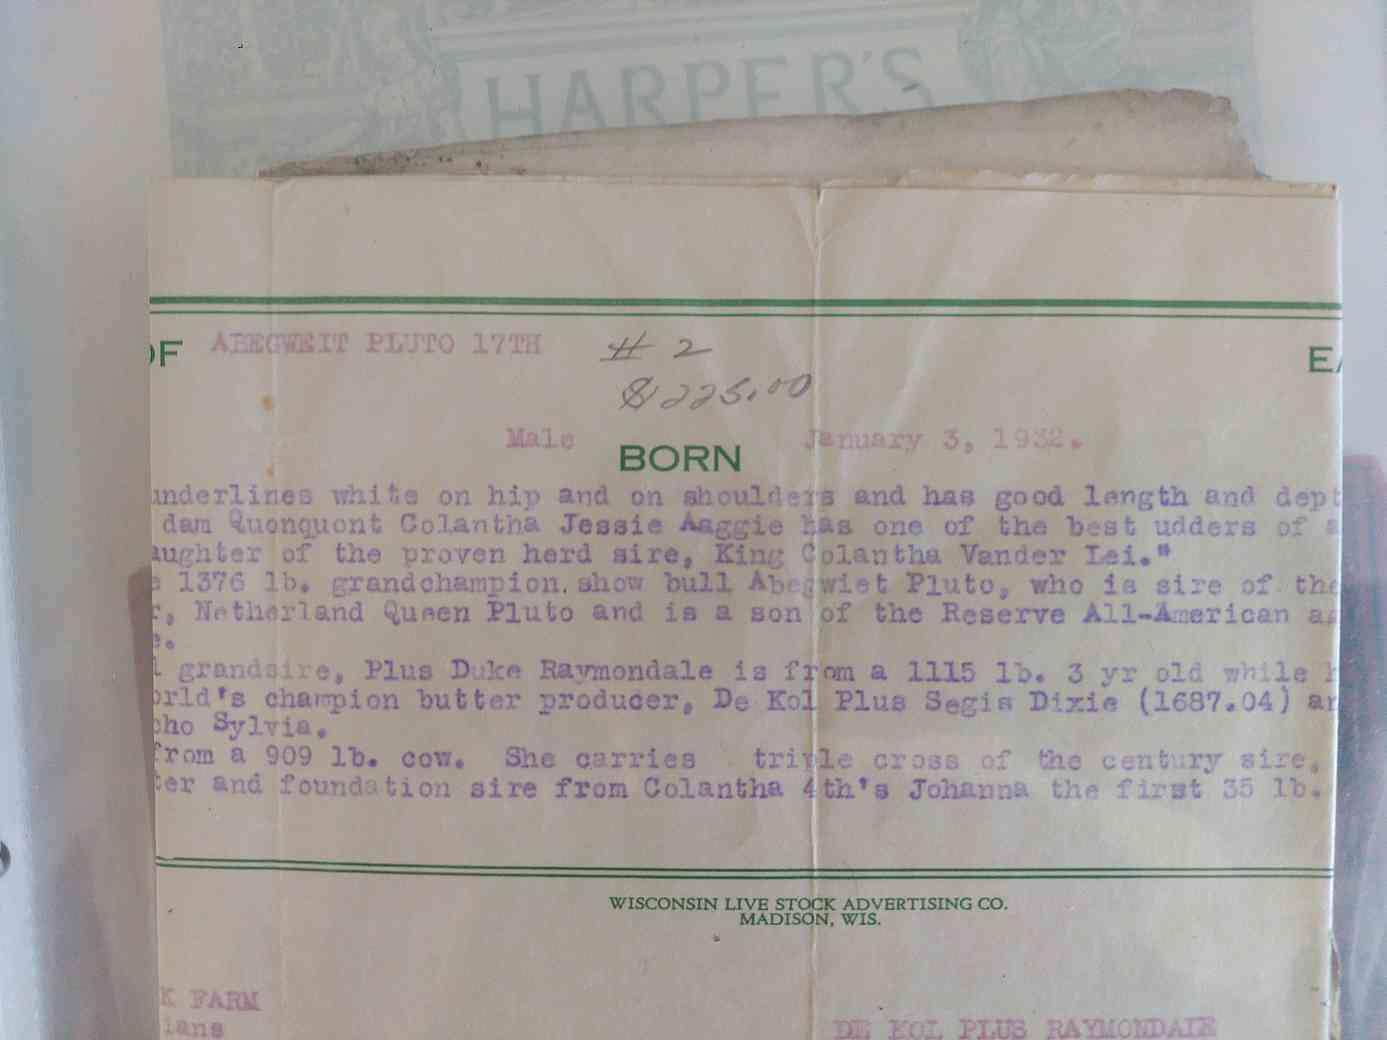 HARPER'S
OF ABEGWEIT PLUTO 17TH # 2 EA
$225.00
Male January 3, 1932.
BORN
underlines white on hip and on shoulders and has good length and dept
dam Quonquont Colantha Jessie Aaggie has one of the best udders of a
aughter of the proven herd sire, King Colantha Vander Lei."
e 1376 lb. grandchampion show bull Abegwiet Pluto, who is sire of the
r, Netherland Queen Pluto and is a son of the Reserve All-American as
e.
l grandsire, Plus Duke Raymondale is from a 1115 lb. 3 yr old while h
orld's champion butter producer, De Kol Plus Segis Dixie (1687.04) an
cho Sylvia.
from a 909 lb. cow. She carries triple cross of the century sire,
ter and foundation sire from Colantha 4th's Johanna the first 35 lb.
WISCONSIN LIVE STOCK ADVERTISING CO.
MADISON, WIS.
K FARM
ians DE KOL PLUS RAYMONDALE